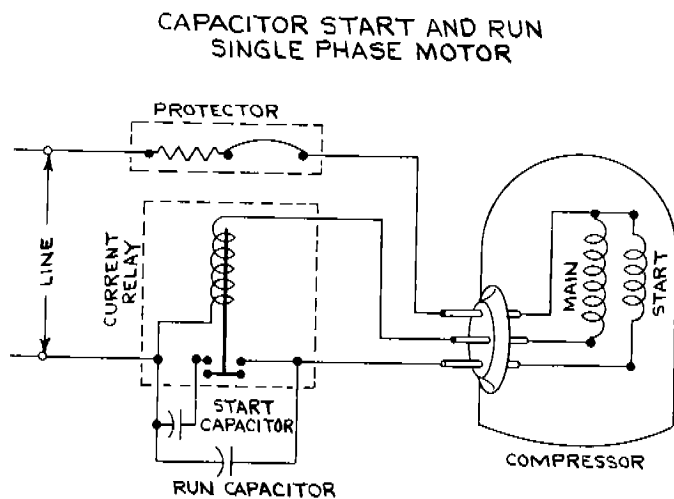 CAPACITOR START AND RUN
SINGLE PHASE MOTOR
PROTECTOR
LINE
CURRENT
RELAY
START
CAPACITOR
RUN CAPACITOR
MAIN
START
COMPRESSOR